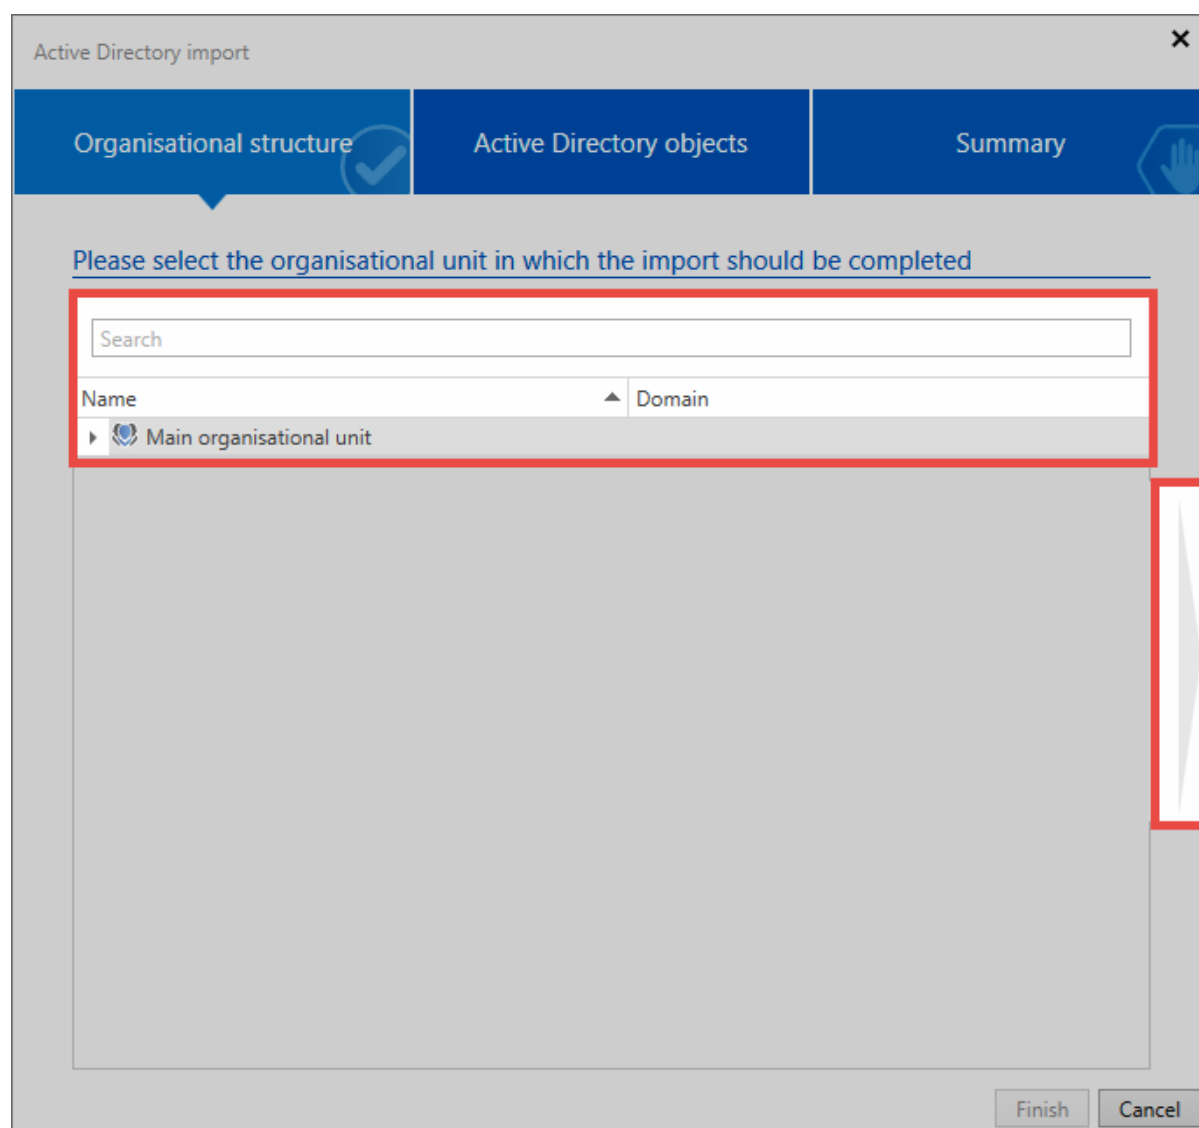 Active Directory import
Organisational structure
Active Directory objects
Summary
Please select the organisational unit in which the import should be completed
Search
Name
Domain
Main organisational unit
Finish
Cancel